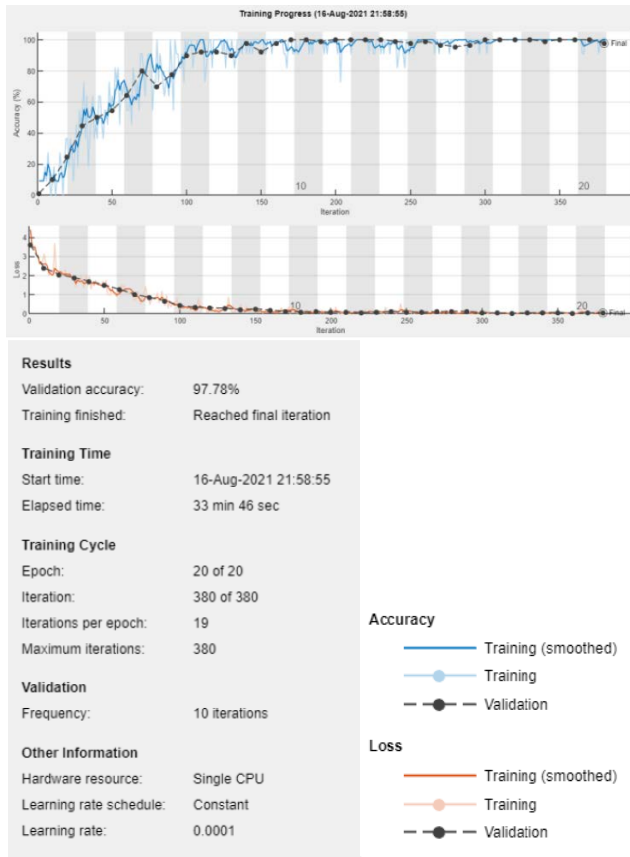 Training Progress (16-Aug-2021 21:58:55)
100
80
60
40
20
0
Accuracy (%)
Final
10
20
0 50 100 150 200 250 300 350
Iteration
4
3
2
1
0
Loss
Final
10
20
0 50 100 150 200 250 300 350
Iteration
Results
Validation accuracy: 97.78%
Training finished: Reached final iteration
Training Time
Start time: 16-Aug-2021 21:58:55
Elapsed time: 33 min 46 sec
Training Cycle
Epoch: 20 of 20
Iteration: 380 of 380
Iterations per epoch: 19
Maximum iterations: 380
Validation
Frequency: 10 iterations
Other Information
Hardware resource: Single CPU
Learning rate schedule: Constant
Learning rate: 0.0001
Accuracy
Training (smoothed)
Training
Validation
Loss
Training (smoothed)
Training
Validation